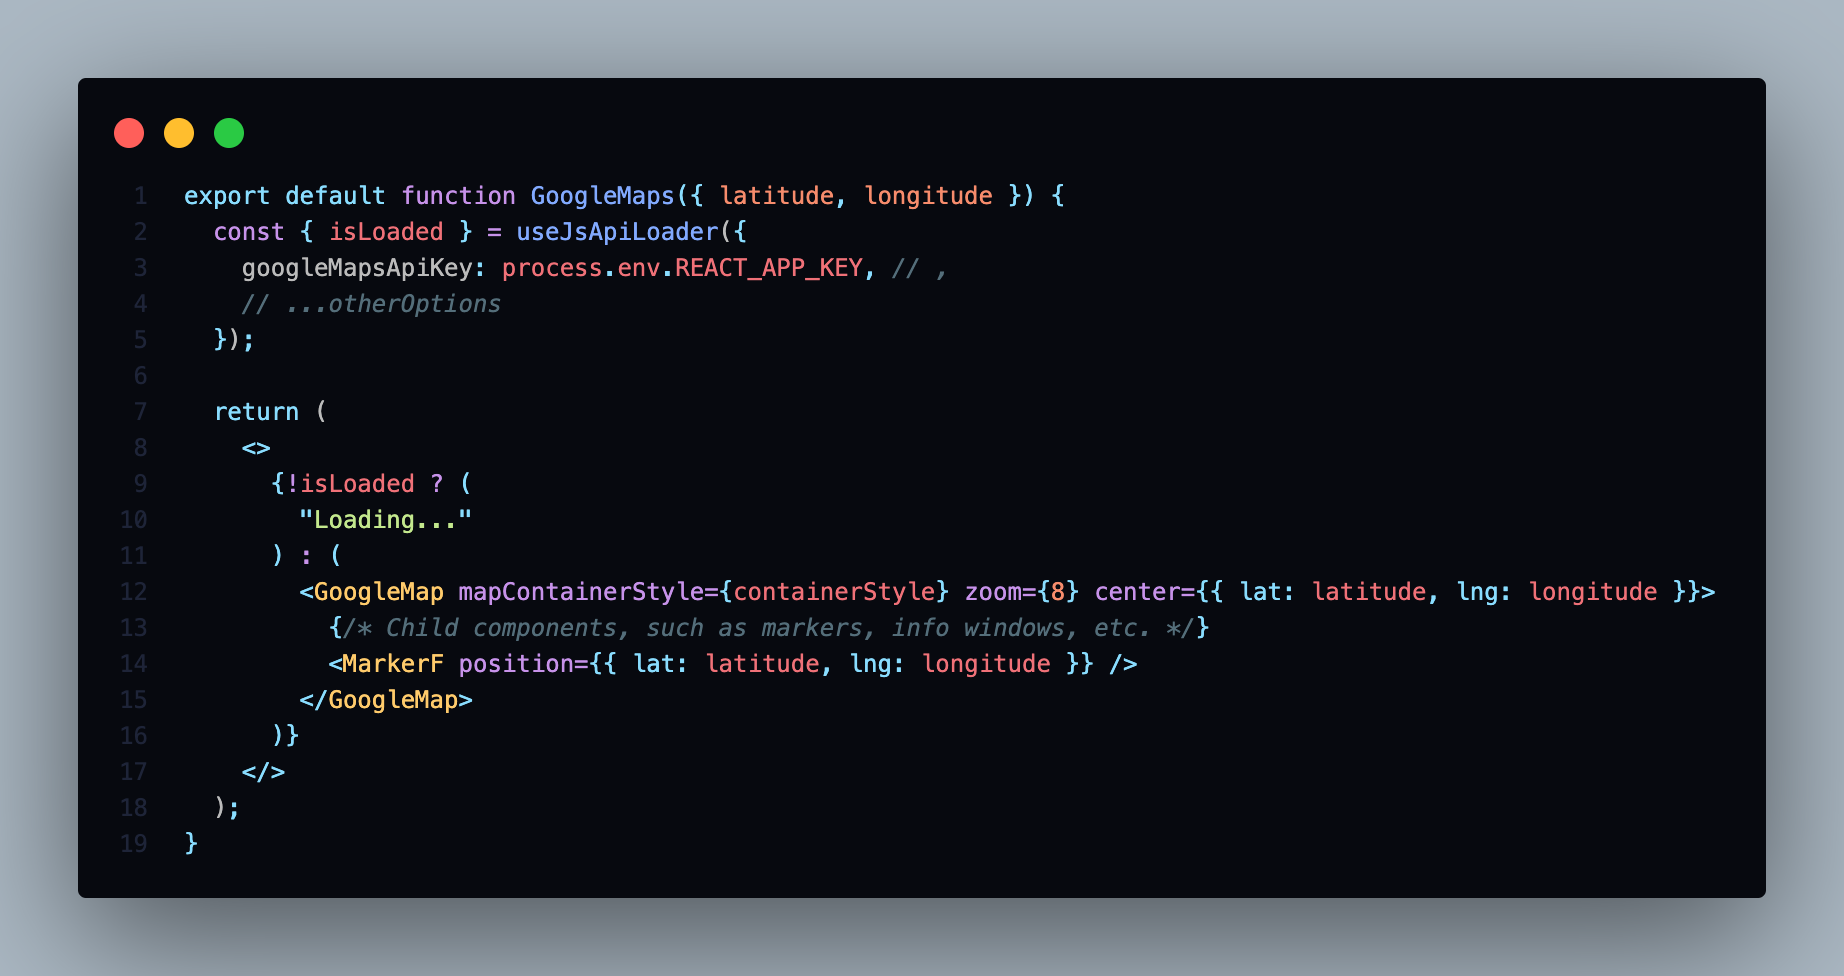 1 export default function GoogleMaps({ latitude, longitude }) {
2   const { isLoaded } = useJsApiLoader({
3     googleMapsApiKey: process.env.REACT_APP_KEY, // ,
4     // ...otherOptions
5   });
6
7   return (
8     <>
9       {!isLoaded ? (
10         "Loading..."
11       ) : (
12         <GoogleMap mapContainerStyle={containerStyle} zoom={8} center={{ lat: latitude, lng: longitude }}>
13           {/* Child components, such as markers, info windows, etc. */}
14           <MarkerF position={{ lat: latitude, lng: longitude }} />
15         </GoogleMap>
16       )}
17     </>
18   );
19 }